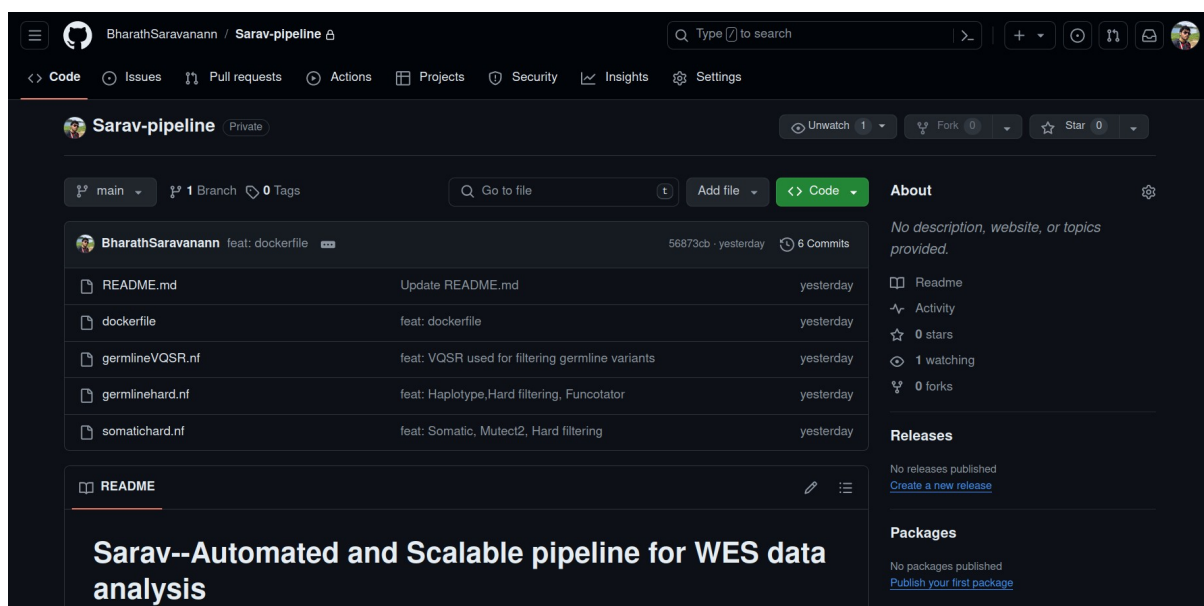 BharathSaravanann / Sarav-pipeline
Type / to search
Code Issues Pull requests Actions Projects Security Insights Settings
Sarav-pipeline Private
Unwatch 1 Fork 0 Star 0
main 1 Branch 0 Tags Go to file t Add file Code
About
No description, website, or topics
provided.
BharathSaravanann feat: dockerfile 56873cb · yesterday 6 Commits
README.md Update README.md yesterday
dockerfile feat: dockerfile yesterday
germlineVQSR.nf feat: VQSR used for filtering germline variants yesterday
germlinehard.nf feat: Haplotype,Hard filtering, Funcotator yesterday
somatichard.nf feat: Somatic, Mutect2, Hard filtering yesterday
Readme
Activity
0 stars
1 watching
0 forks
Releases
No releases published
Create a new release
Packages
No packages published
Publish your first package
README
Sarav--Automated and Scalable pipeline for WES data
analysis